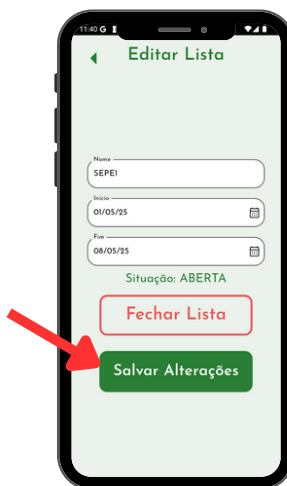 11:40 G
Editar Lista
Nome
SEPE1
Início
01/05/25
Fim
08/05/25
Situação: ABERTA
Fechar Lista
Salvar Alterações